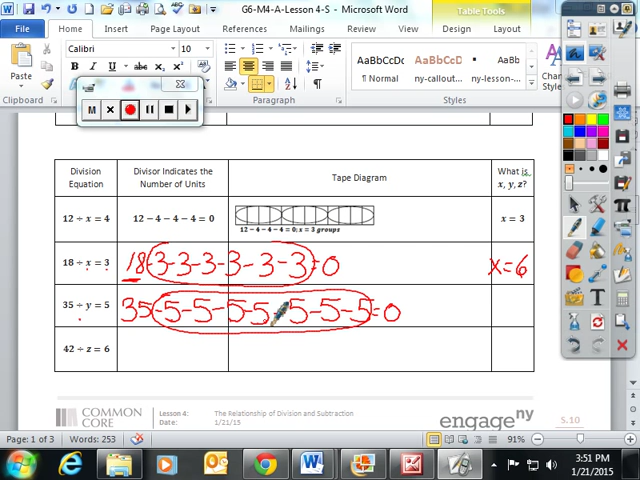 G6-M4-A-Lesson 4-S - Microsoft Word
Table Tools
File Home Insert Page Layout References Mailings Review View Design Layout
Calibri 10
Paste
B I U abc x₂ x²
AaBbCcDc AaBbCcDc AaBbCcDc
¶ Normal ny-callout... ny-lesson-...
Clipboard Paragraph Styles
M
Division Equation
Divisor Indicates the Number of Units
Tape Diagram
What is x, y, z?
12 ÷ x = 4 12 − 4 − 4 − 4 = 0 x = 3
12 − 4 − 4 − 4 = 0; x = 3 groups
18 ÷ x = 3 18-3-3-3-3-3-3=0 x=6
35 ÷ y = 5 35-5-5-5-5-5-5-5=0
42 ÷ z = 6
COMMON CORE
Lesson 4: The Relationship of Division and Subtraction
Date: 1/21/15
engage ny
S.10
Page: 1 of 3 Words: 253 91%
3:51 PM
1/21/2015